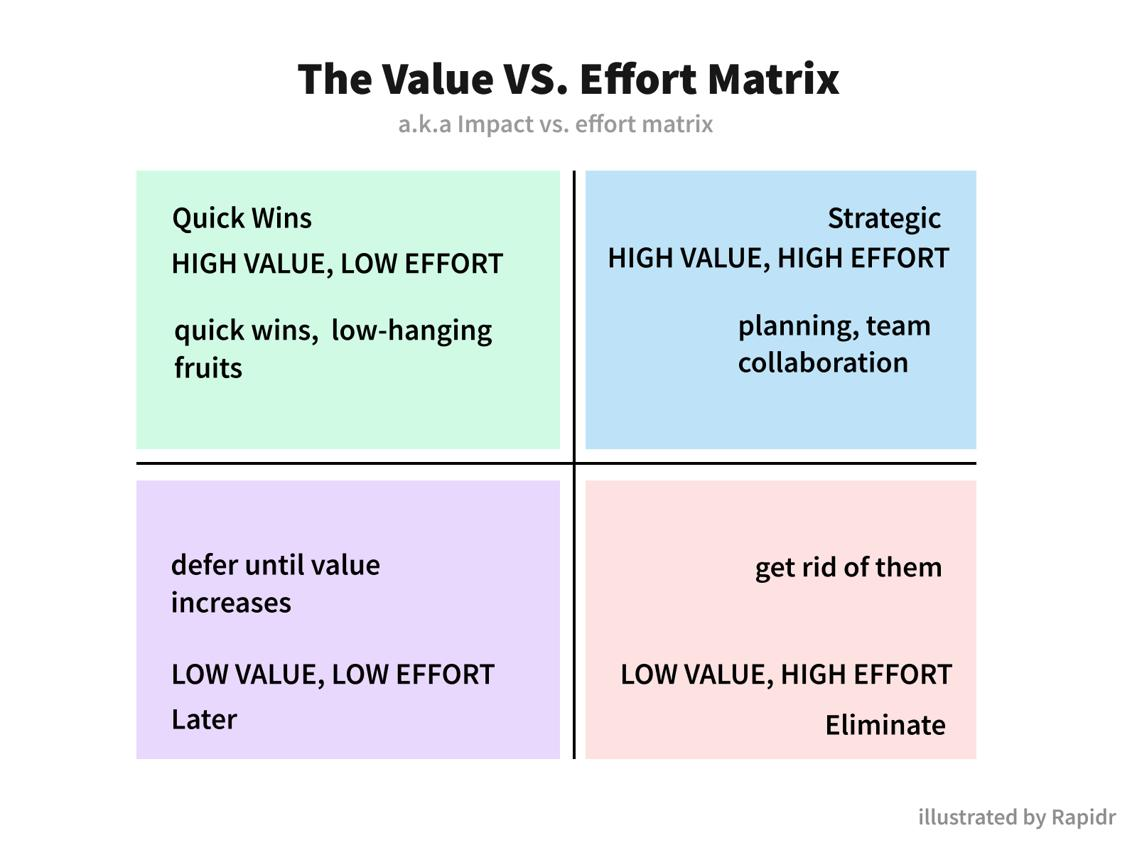 The Value VS. Effort Matrix
a.k.a Impact vs. effort matrix
Quick Wins
HIGH VALUE, LOW EFFORT
quick wins, low-hanging
fruits
Strategic
HIGH VALUE, HIGH EFFORT
planning, team
collaboration
defer until value
increases
LOW VALUE, LOW EFFORT
Later
get rid of them
LOW VALUE, HIGH EFFORT
Eliminate
illustrated by Rapidr